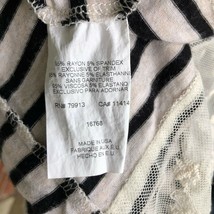 95% RAYON 5% SPANDEX
EXCLUSIVE OF TRIM
95% RAYONNE 5% ELASTHANNE
SANS GARNITURE
95% VISCOSA 5% ELASTANO
EXCLUSIVO PARA ADORNAR
RN# 79913 CA# 11414
16768
MADE IN USA
FABRIQUE AUX E.U.
HECHO EN E.U.